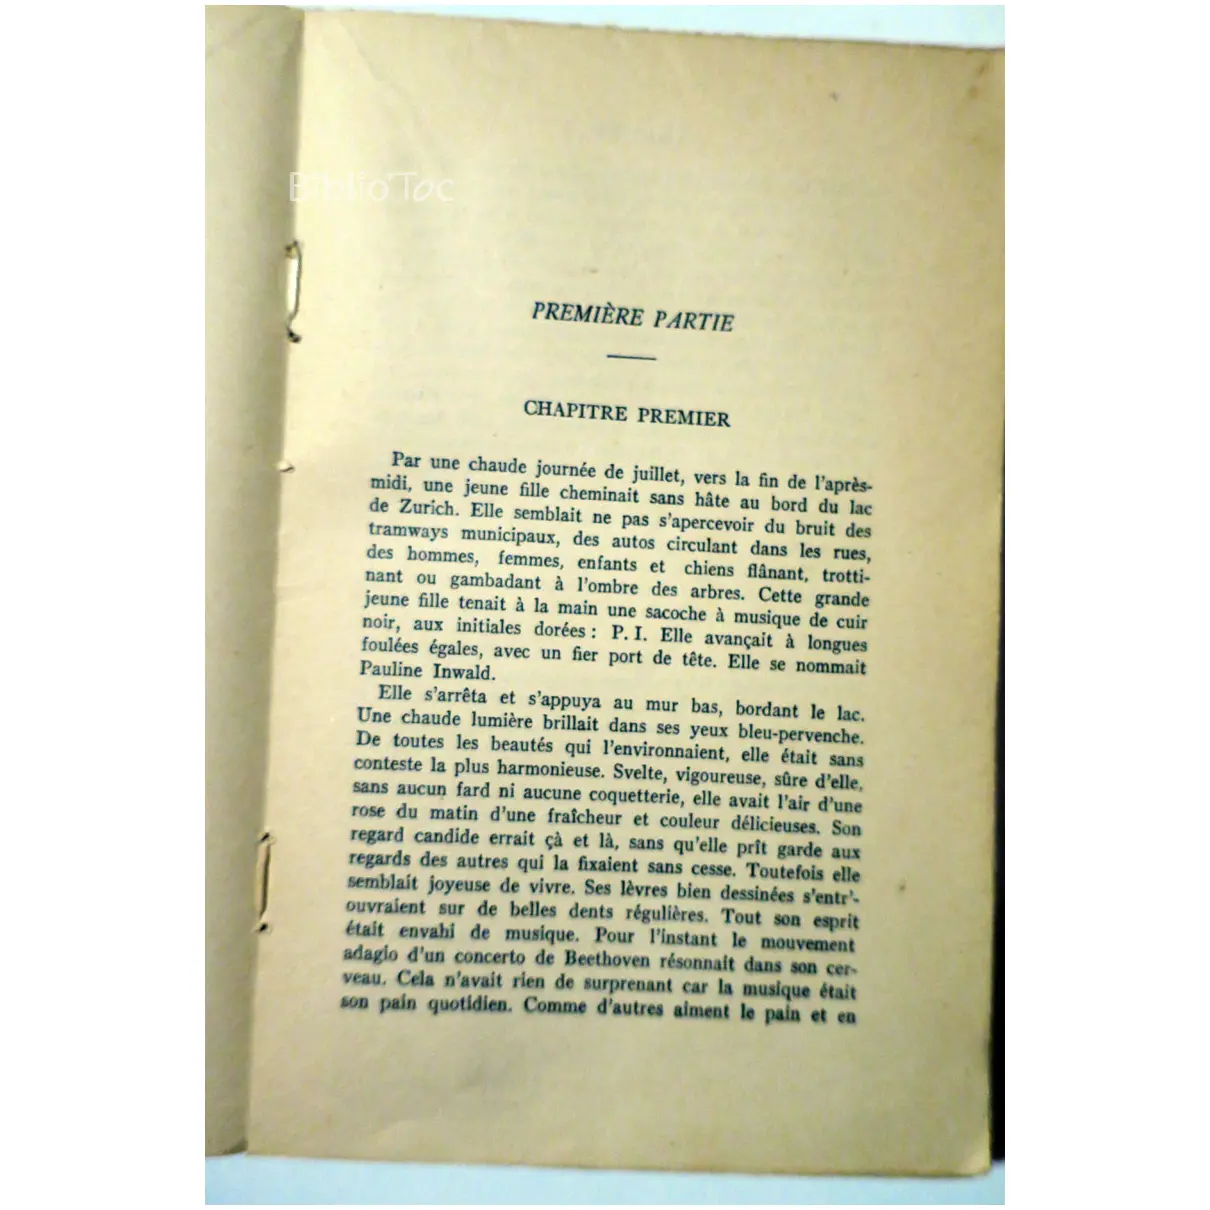 Biblio'Toc
PREMIÈRE PARTIE
CHAPITRE PREMIER
Par une chaude journée de juillet, vers la fin de l'après-
midi, une jeune fille cheminait sans hâte au bord du lac
de Zurich. Elle semblait ne pas s'apercevoir du bruit des
tramways municipaux, des autos circulant dans les rues,
des hommes, femmes, enfants et chiens flânant, trotti-
nant ou gambadant à l'ombre des arbres. Cette grande
jeune fille tenait à la main une sacoche à musique de cuir
noir, aux initiales dorées : P. I. Elle avançait à longues
foulées égales, avec un fier port de tête. Elle se nommait
Pauline Inwald.
Elle s'arrêta et s'appuya au mur bas, bordant le lac.
Une chaude lumière brillait dans ses yeux bleu-pervenche.
De toutes les beautés qui l'environnaient, elle était sans
conteste la plus harmonieuse. Svelte, vigoureuse, sûre d'elle,
sans aucun fard ni aucune coquetterie, elle avait l'air d'une
rose du matin d'une fraîcheur et couleur délicieuses. Son
regard candide errait çà et là, sans qu'elle prît garde aux
regards des autres qui la fixaient sans cesse. Toutefois elle
semblait joyeuse de vivre. Ses lèvres bien dessinées s'entr'-
ouvraient sur de belles dents régulières. Tout son esprit
était envahi de musique. Pour l'instant le mouvement
adagio d'un concerto de Beethoven résonnait dans son cer-
veau. Cela n'avait rien de surprenant car la musique était
son pain quotidien. Comme d'autres aiment le pain et en